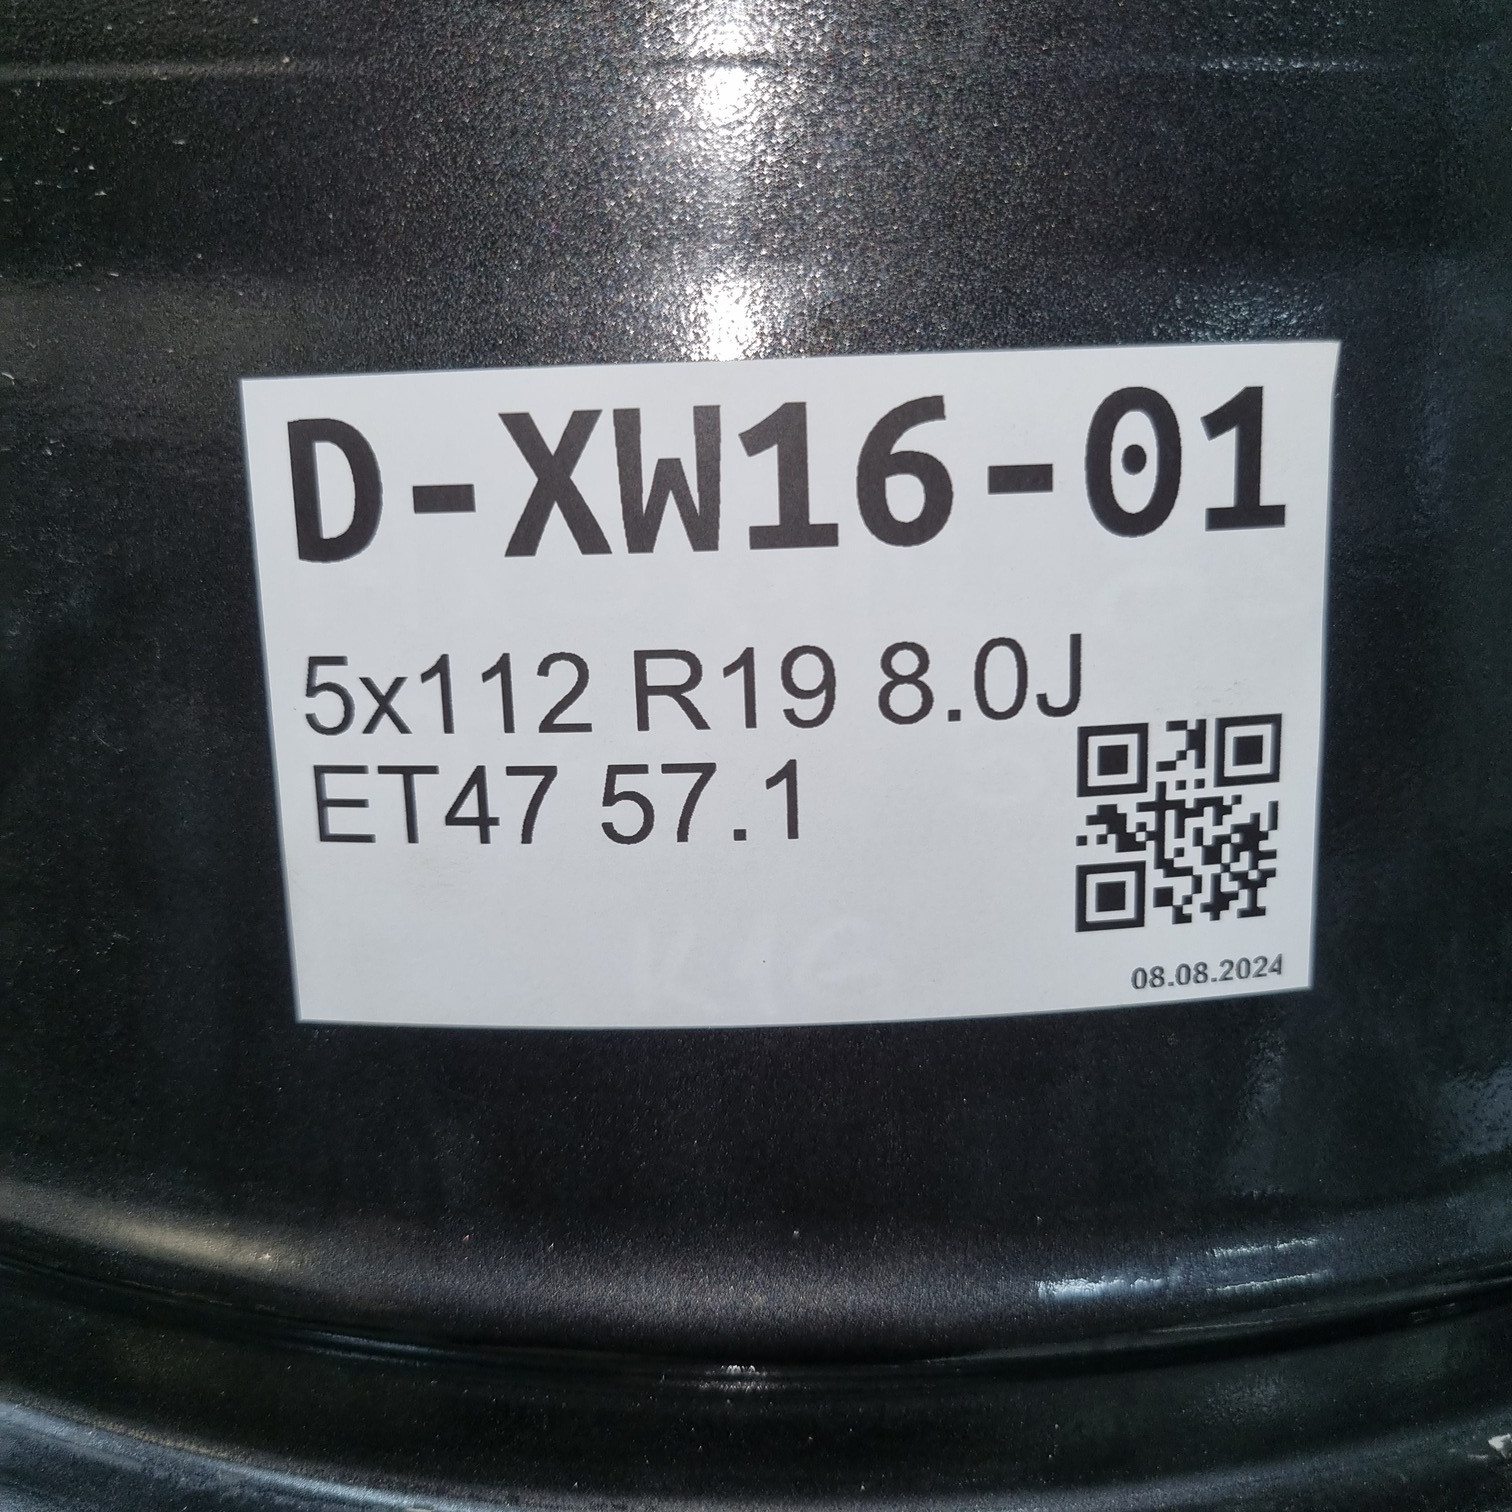 D-XW16-01
5x112 R19 8.0J
ET47 57.1
08.08.2024